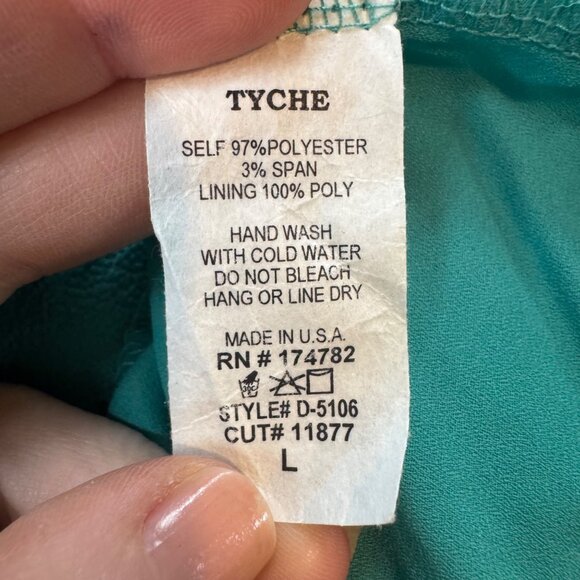 TYCHE
SELF 97%POLYESTER
3% SPAN
LINING 100% POLY
HAND WASH
WITH COLD WATER
DO NOT BLEACH
HANG OR LINE DRY
MADE IN U.S.A.
RN # 174782
STYLE# D-5106
CUT# 11877
L